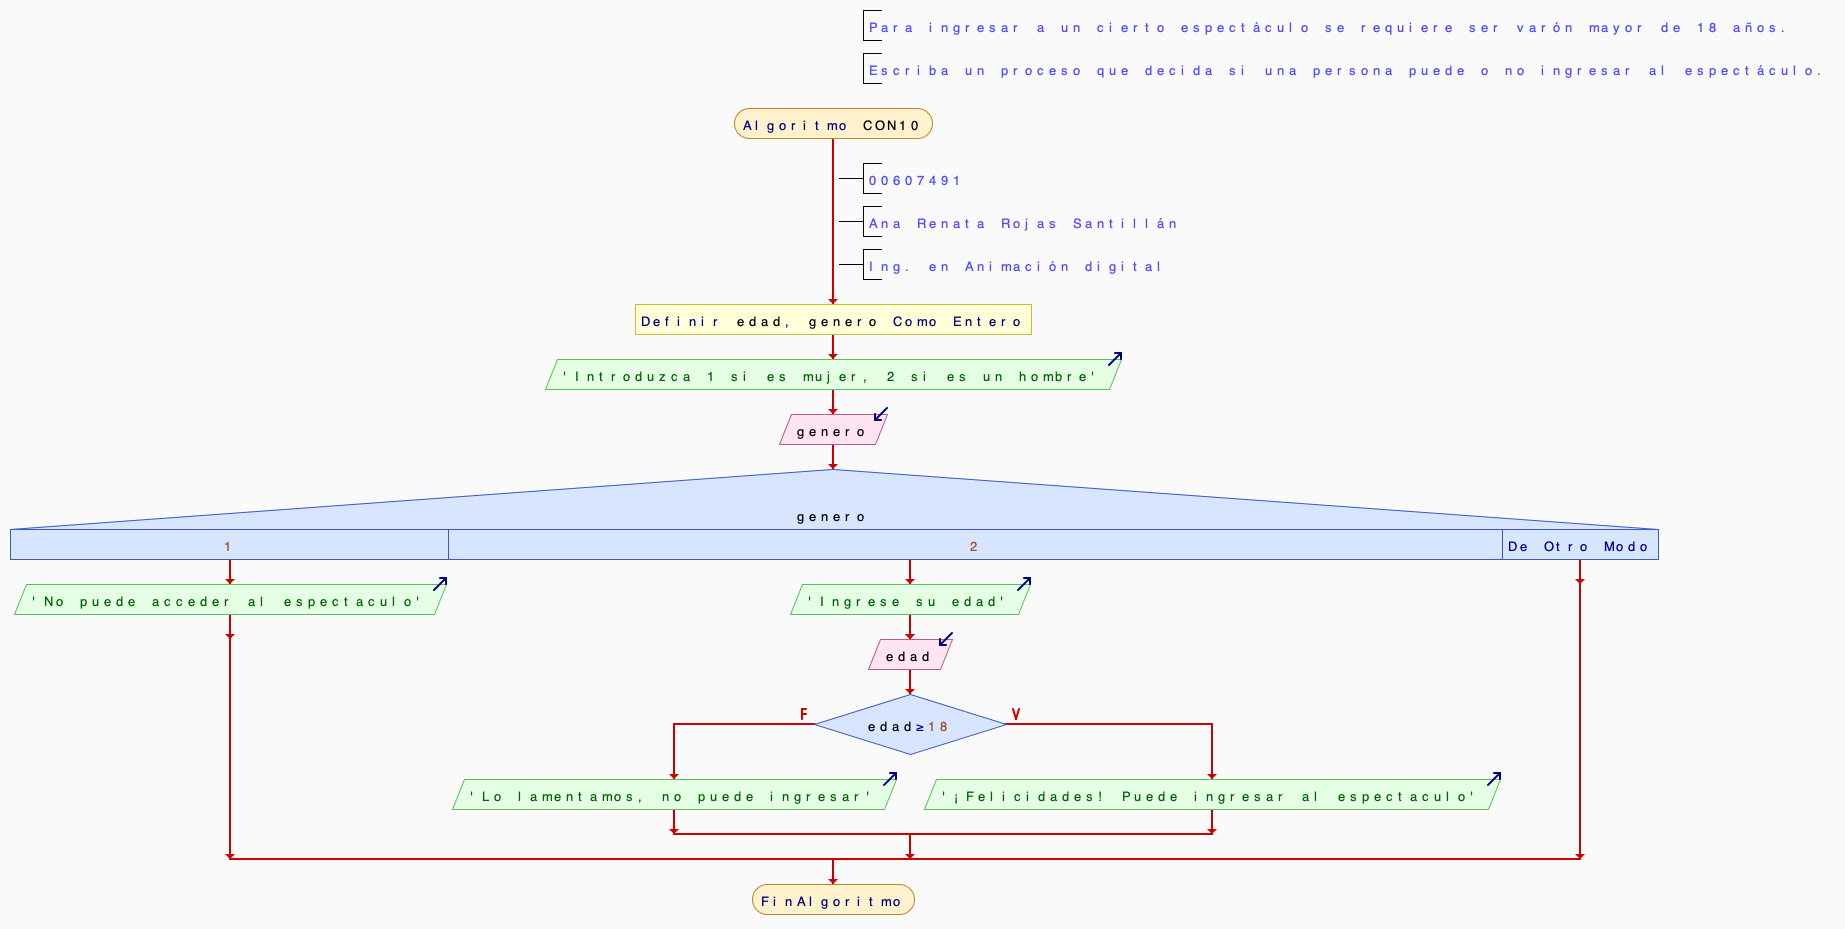 Para ingresar a un cierto espectáculo se requiere ser varón mayor de 18 años.
Escriba un proceso que decida si una persona puede o no ingresar al espectáculo.
Algoritmo CON10
00607491
Ana Renata Rojas Santillán
Ing. en Animación digital
Definir edad, genero Como Entero
'Introduzca 1 si es mujer, 2 si es un hombre'
genero
genero
1
2
De Otro Modo
'No puede acceder al espectaculo'
'Ingrese su edad'
edad
F
V
edad≥18
'Lo lamentamos, no puede ingresar'
'¡Felicidades! Puede ingresar al espectaculo'
FinAlgoritmo